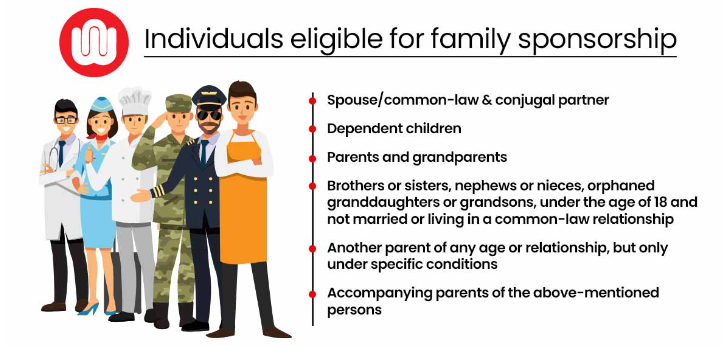 Individuals eligible for family sponsorship
Spouse/common-law & conjugal partner
Dependent children
Parents and grandparents
Brothers or sisters, nephews or nieces, orphaned
granddaughters or grandsons, under the age of 18 and
not married or living in a common-law relationship
Another parent of any age or relationship, but only
under specific conditions
Accompanying parents of the above-mentioned
persons